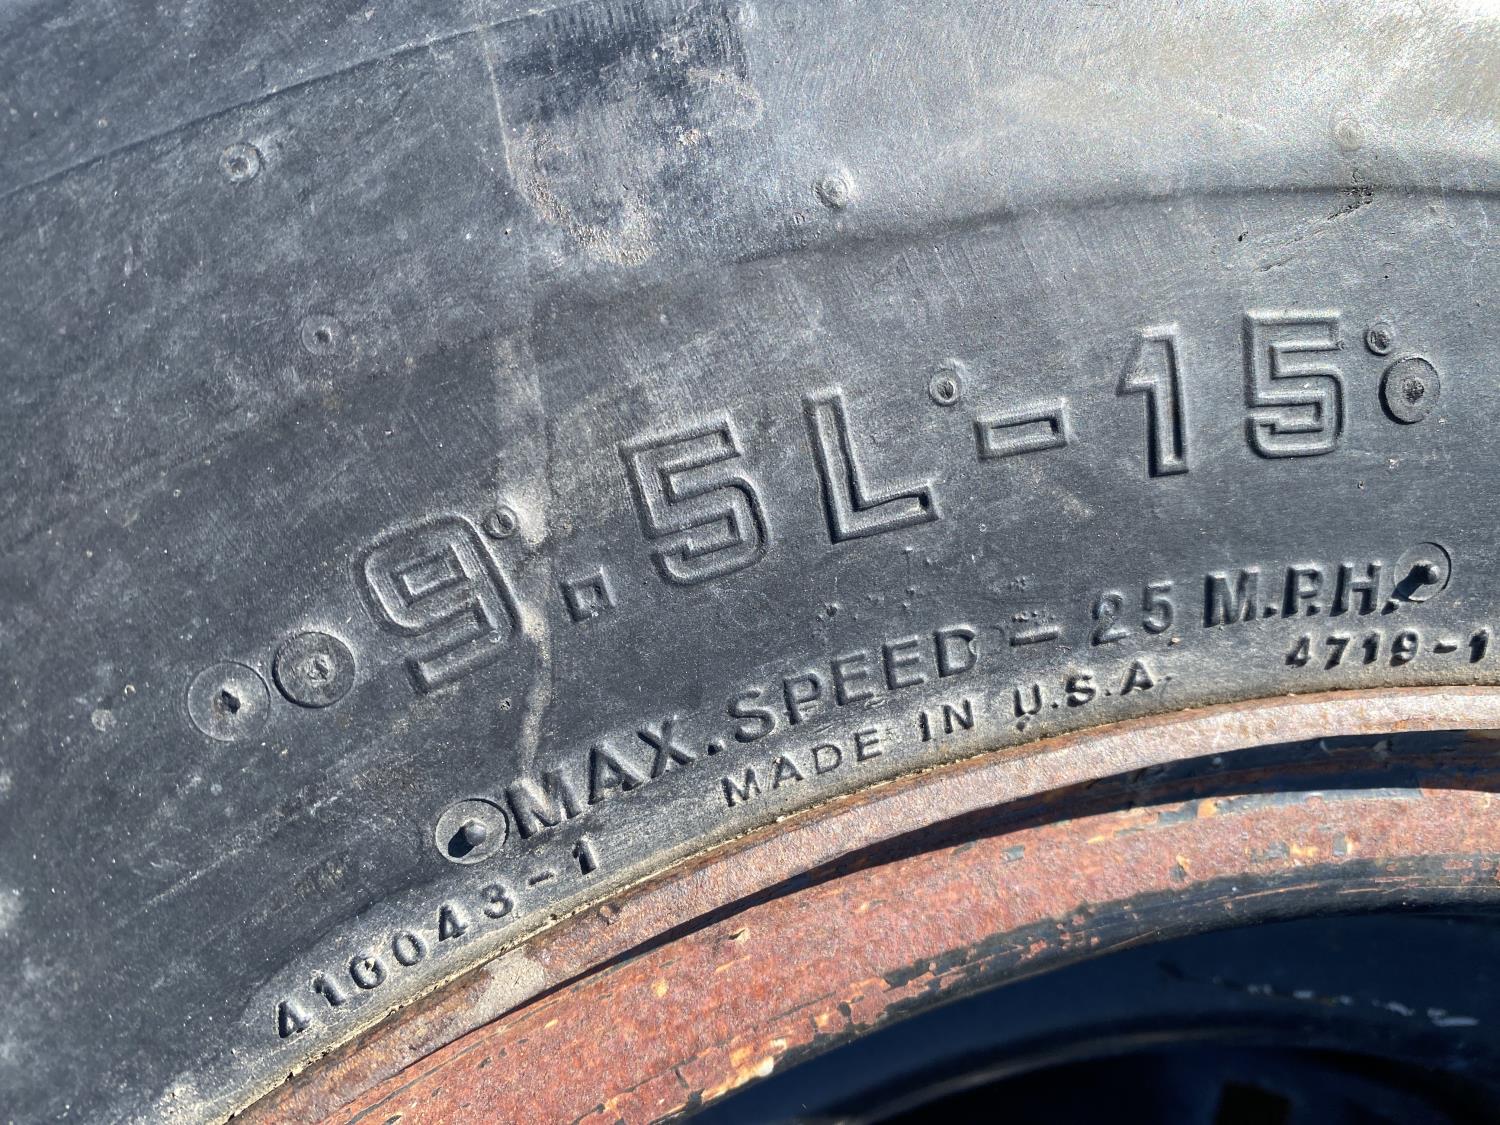 9.5L-15
MAX. SPEED - 25 M.P.H.
MADE IN U.S.A.
4719-1
416043-1